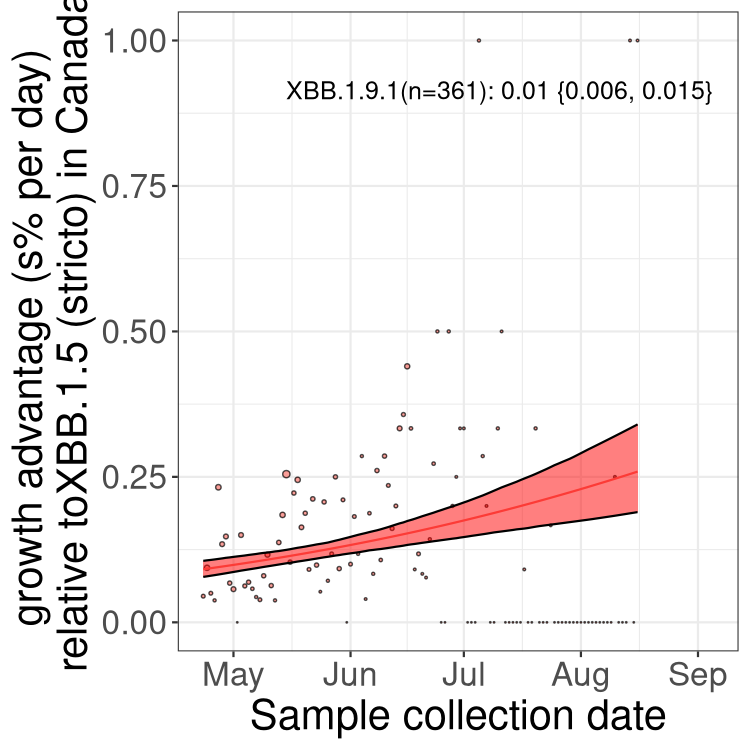 growth advantage (s% per day)
relative toXBB.1.5 (stricto) in Canada
1.00
0.75
0.50
0.25
0.00
XBB.1.9.1(n=361): 0.01 {0.006, 0.015}
May Jun Jul Aug Sep
Sample collection date